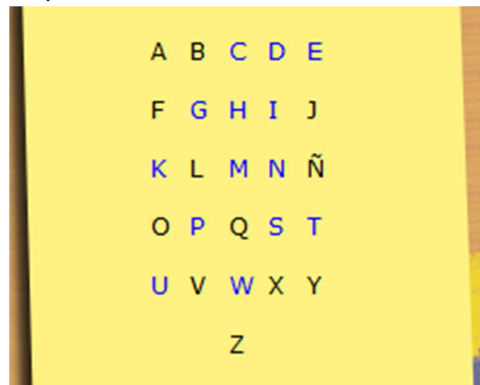 A B C D E
F G H I J
K L M N Ñ
O P Q S T
U V W X Y
Z